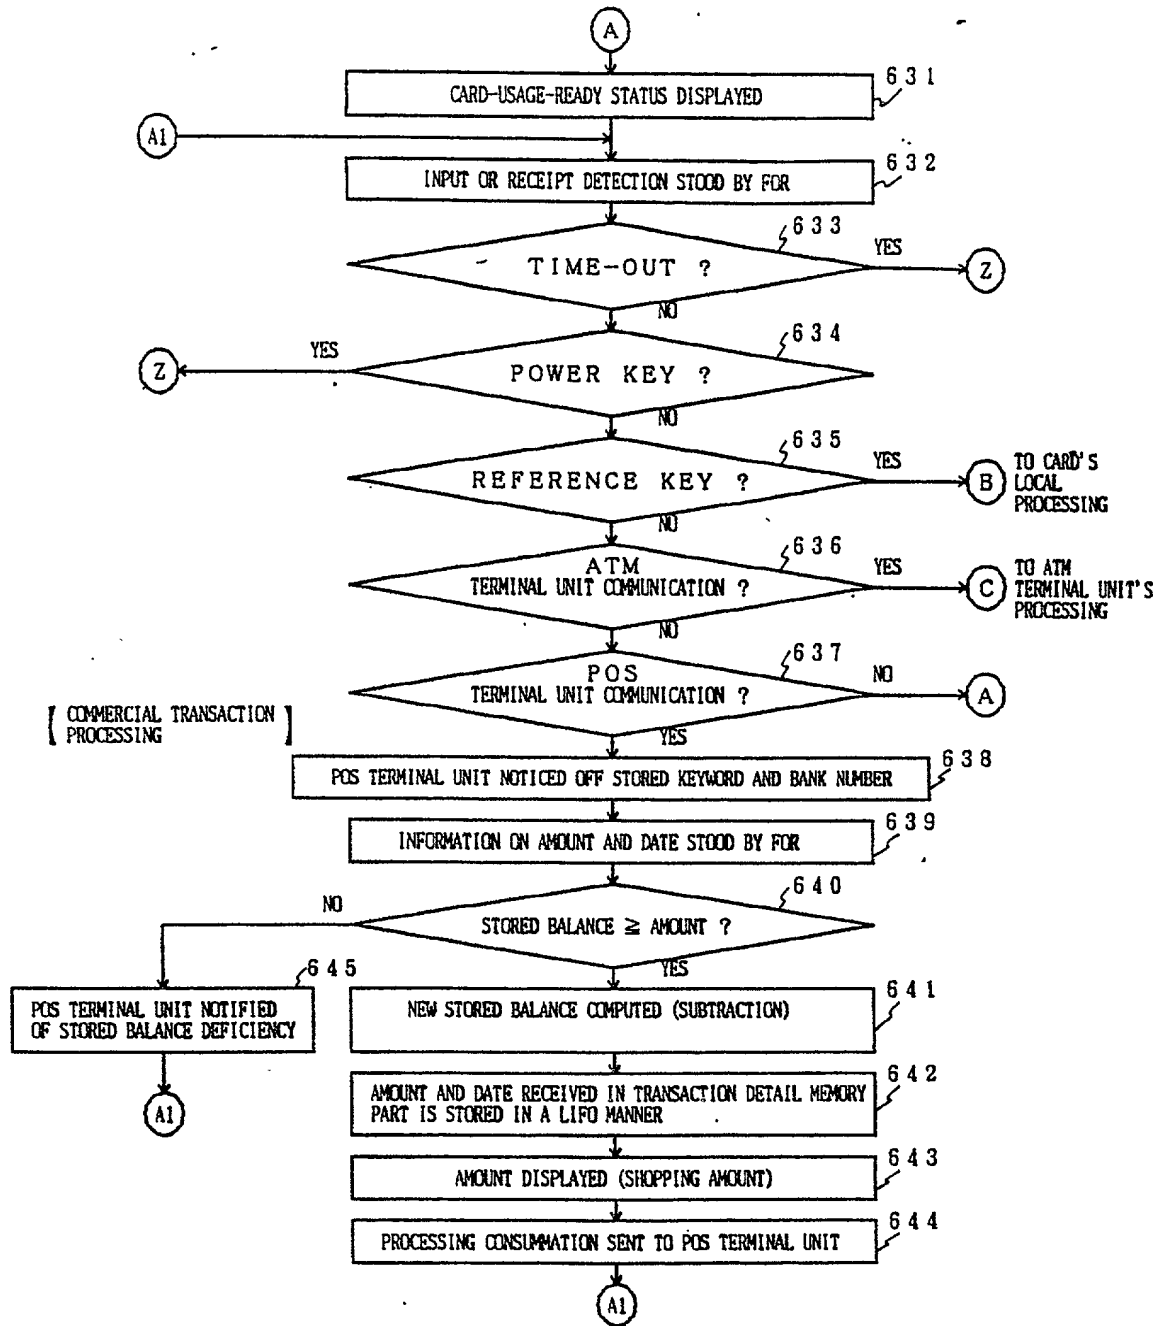 A
631
CARD-USAGE-READY STATUS DISPLAYED
A1
632
INPUT OR RECEIPT DETECTION STOOD BY FOR
633
TIME-OUT ?
YES
Z
NO
634
YES
Z
POWER KEY ?
NO
635
REFERENCE KEY ?
YES
B
TO CARD'S
LOCAL
PROCESSING
NO
636
ATM
TERMINAL UNIT COMMUNICATION ?
YES
C
TO ATM
TERMINAL UNIT'S
PROCESSING
NO
637
POS
TERMINAL UNIT COMMUNICATION ?
NO
A
[ COMMERCIAL TRANSACTION
PROCESSING ]
YES
638
POS TERMINAL UNIT NOTICED OFF STORED KEYWORD AND BANK NUMBER
639
INFORMATION ON AMOUNT AND DATE STOOD BY FOR
640
NO
STORED BALANCE ≧ AMOUNT ?
YES
645
POS TERMINAL UNIT NOTIFIED
OF STORED BALANCE DEFICIENCY
A1
641
NEW STORED BALANCE COMPUTED (SUBTRACTION)
642
AMOUNT AND DATE RECEIVED IN TRANSACTION DETAIL MEMORY
PART IS STORED IN A LIFO MANNER
643
AMOUNT DISPLAYED (SHOPPING AMOUNT)
644
PROCESSING CONSUMMATION SENT TO POS TERMINAL UNIT
A1